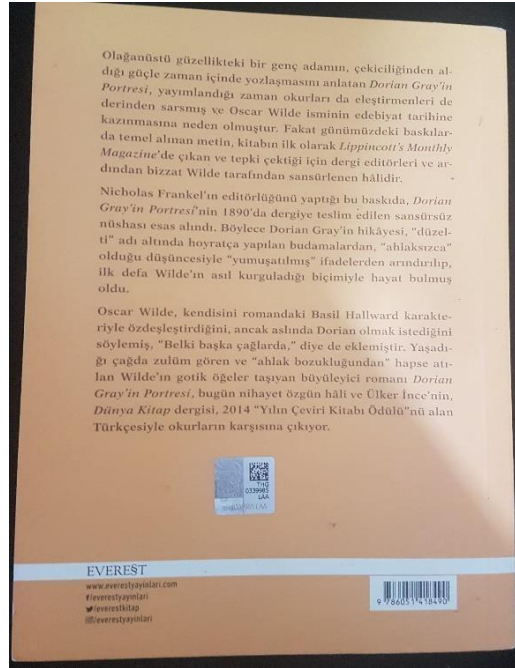 Olağanüstü güzellikteki bir genç adamın, çekiciliğinden al-
dığı güçle zaman içinde yozlaşmasını anlatan Dorian Gray'in
Portresi, yayımlandığı zaman okurları da eleştirmenleri de
derinden sarsmış ve Oscar Wilde isminin edebiyat tarihine
kazınmasına neden olmuştur. Fakat günümüzdeki baskılar-
da temel alınan metin, kitabın ilk olarak Lippincott's Monthly
Magazine'de çıkan ve tepki çektiği için dergi editörleri ve ar-
dından bizzat Wilde tarafından sansürlenen hâlidir.
Nicholas Frankel'ın editörlüğünü yaptığı bu baskıda, Dorian
Gray'in Portresi'nin 1890'da dergiye teslim edilen sansürsüz
nüshası esas alındı. Böylece Dorian Gray'in hikâyesi, "düzel-
ti" adı altında hoyratça yapılan budamalardan, "ahlaksızca"
olduğu düşüncesiyle "yumuşatılmış" ifadelerden arındırılıp,
ilk defa Wilde'ın asıl kurguladığı biçimiyle hayat bulmuş
oldu.
Oscar Wilde, kendisini romandaki Basil Hallward karakte-
riyle özdeşleştirdiğini, ancak aslında Dorian olmak istediğini
söylemiş, "Belki başka çağlarda," diye de eklemiştir. Yaşadı-
ğı çağda zulüm gören ve "ahlak bozukluğundan" hapse atı-
lan Wilde'ın gotik öğeler taşıyan büyüleyici romanı Dorian
Gray'in Portresi, bugün nihayet özgün hâli ve Ülker İnce'nin,
Dünya Kitap dergisi, 2014 "Yılın Çeviri Kitabı Ödülü"nü alan
Türkçesiyle okurların karşısına çıkıyor.
THG
0339985
LAA
EVEREST
www.everestyayinlari.com
/everestyayinlari
/everestkitap
/everestyayinlari
9 786051 418490